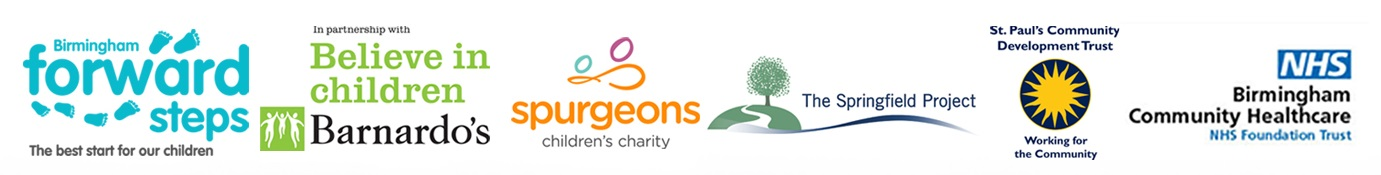 Birmingham
forward
steps
The best start for our children
In partnership with
Believe in
children
Barnardo's
spurgeons
children's charity
The Springfield Project
St. Paul's Community
Development Trust
Working for
the Community
NHS
Birmingham
Community Healthcare
NHS Foundation Trust